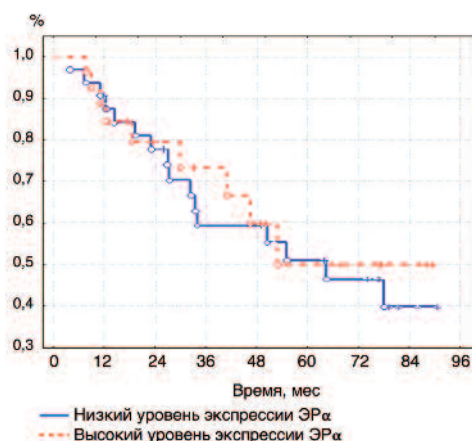 %
1,0
0,9
0,8
0,7
0,6
0,5
0,4
0,3
0 12 24 36 48 60 72 84 96
Время, мес
Низкий уровень экспрессии ЭРα
Высокий уровень экспрессии ЭРα